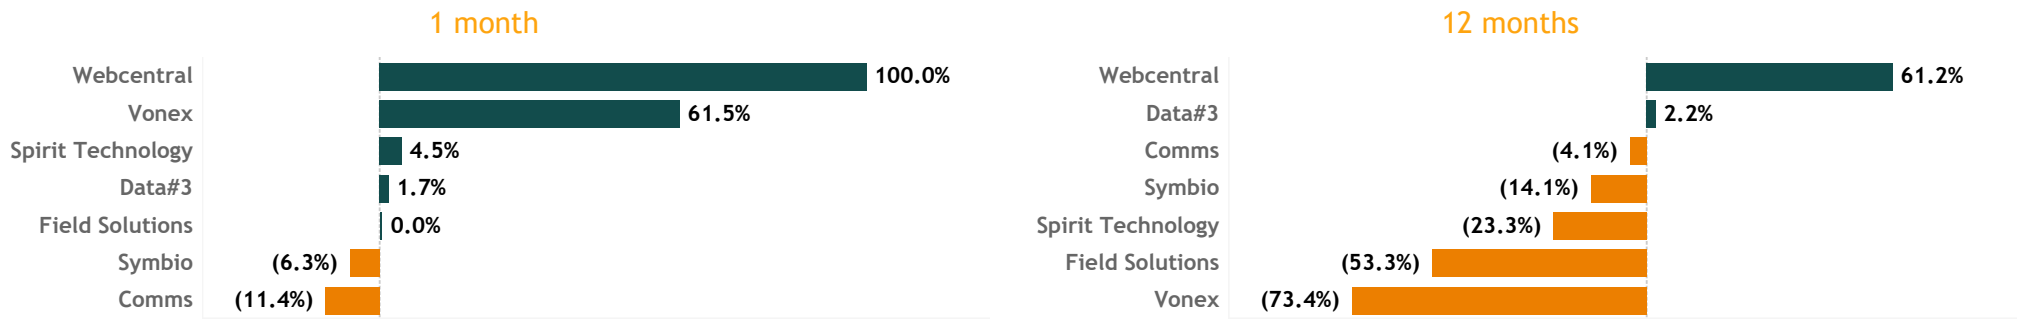 1 month
Webcentral 100.0%
Vonex 61.5%
Spirit Technology 4.5%
Data#3 1.7%
Field Solutions 0.0%
Symbio (6.3%)
Comms (11.4%)
12 months
Webcentral 61.2%
Data#3 2.2%
Comms (4.1%)
Symbio (14.1%)
Spirit Technology (23.3%)
Field Solutions (53.3%)
Vonex (73.4%)